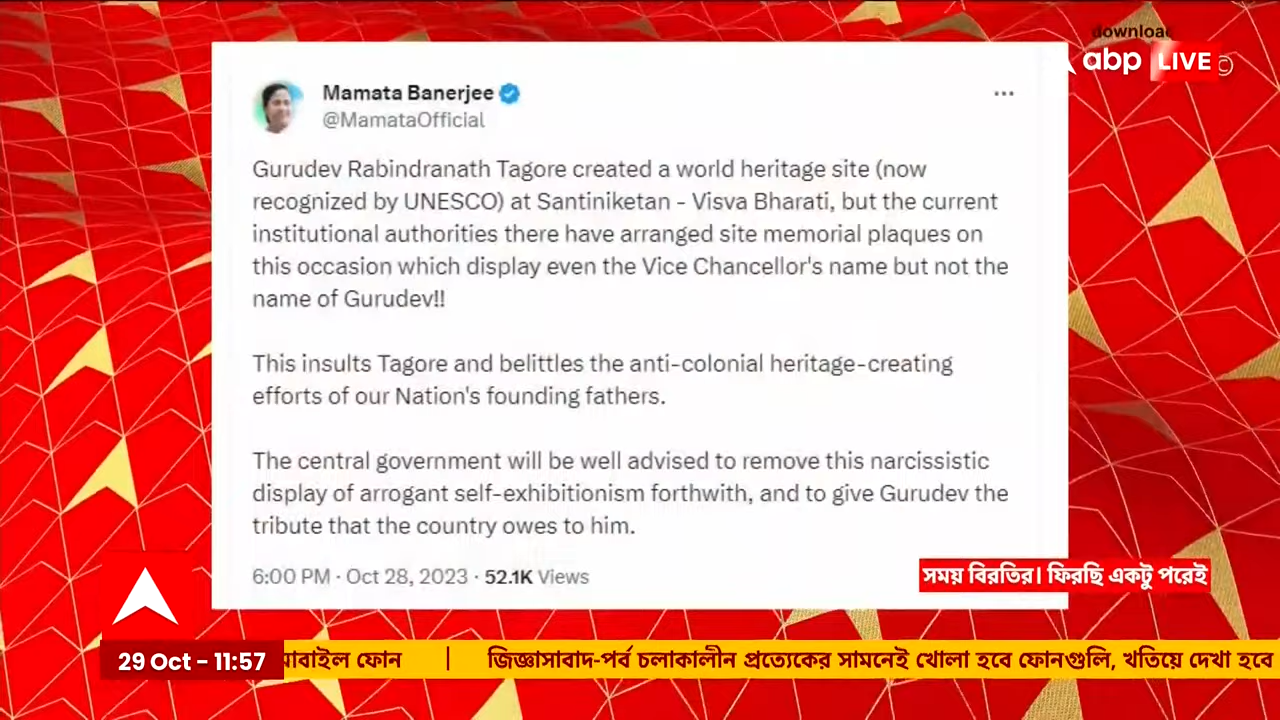 download
abp LIVE
Mamata Banerjee
@MamataOfficial
Gurudev Rabindranath Tagore created a world heritage site (now
recognized by UNESCO) at Santiniketan - Visva Bharati, but the current
institutional authorities there have arranged site memorial plaques on
this occasion which display even the Vice Chancellor's name but not the
name of Gurudev!!
This insults Tagore and belittles the anti-colonial heritage-creating
efforts of our Nation's founding fathers.
The central government will be well advised to remove this narcissistic
display of arrogant self-exhibitionism forthwith, and to give Gurudev the
tribute that the country owes to him.
6:00 PM · Oct 28, 2023 · 52.1K Views
সময় বিরতির। ফিরছি একটু পরেই
29 Oct - 11:57 মোবাইল ফোন | জিজ্ঞাসাবাদ-পর্ব চলাকালীন প্রত্যেকের সামনেই খোলা হবে ফোনগুলি, খতিয়ে দেখা হবে